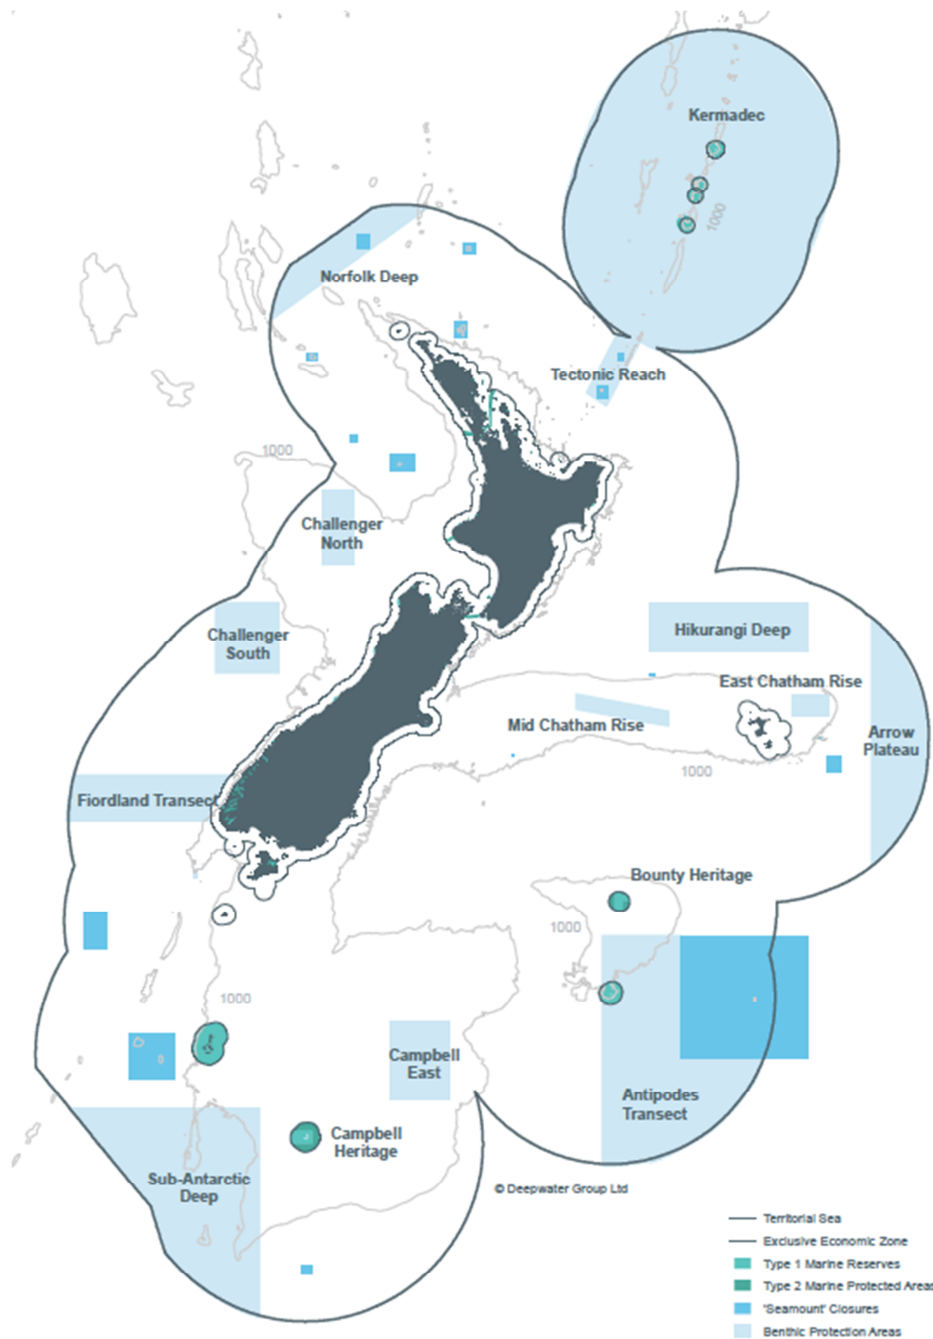 Kermadec
1000
Norfolk Deep
Tectonic Reach
1000
Challenger
North
Challenger
South
Hikurangi Deep
East Chatham Rise
Mid Chatham Rise
Arrow
Plateau
1000
Fiordland Transect
Bounty Heritage
1000
1000
Campbell
East
Antipodes
Transect
Campbell
Heritage
Sub-Antarctic
Deep
© Deepwater Group Ltd
Territorial Sea
Exclusive Economic Zone
Type 1 Marine Reserves
Type 2 Marine Protected Areas
'Seamount' Closures
Benthic Protection Areas